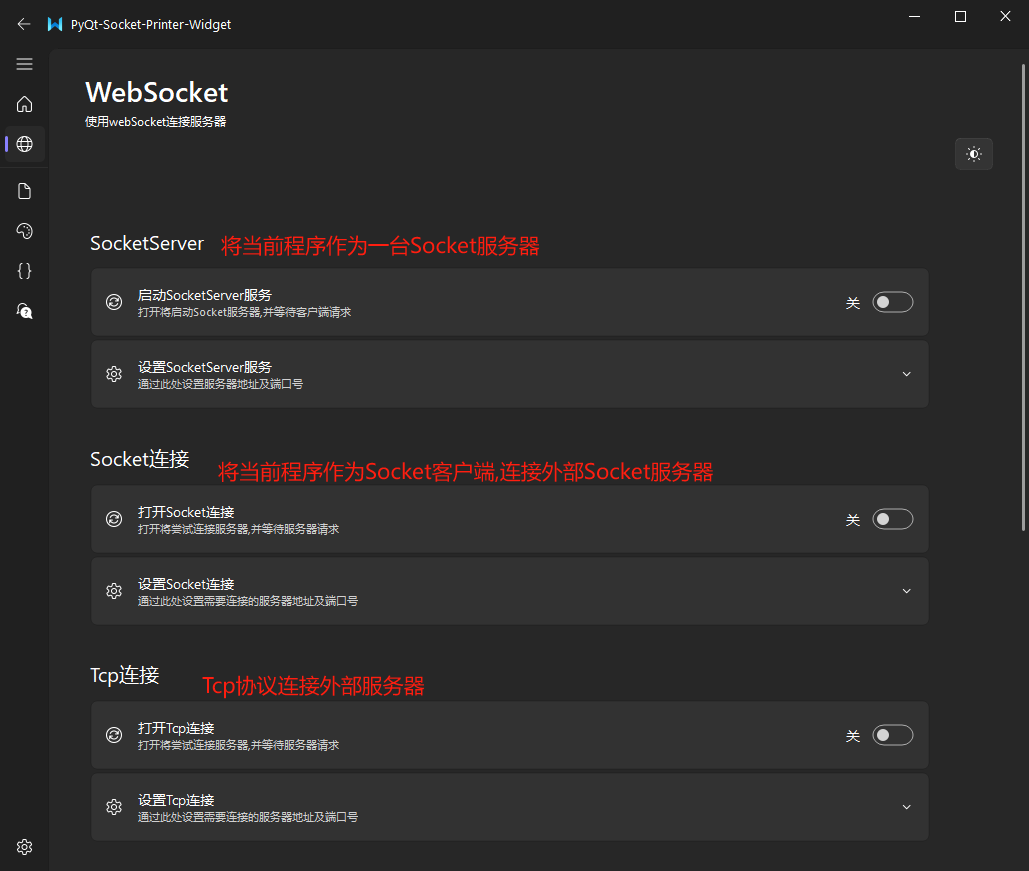 PyQt-Socket-Printer-Widget
WebSocket
使用webSocket连接服务器
SocketServer 将当前程序作为一台Socket服务器
启动SocketServer服务
打开将启动Socket服务器,并等待客户端请求
关
设置SocketServer服务
通过此处设置服务器地址及端口号
Socket连接 将当前程序作为Socket客户端,连接外部Socket服务器
打开Socket连接
打开将尝试连接服务器,并等待服务器请求
关
设置Socket连接
通过此处设置需要连接的服务器地址及端口号
Tcp连接 Tcp协议连接外部服务器
打开Tcp连接
打开将尝试连接服务器,并等待服务器请求
关
设置Tcp连接
通过此处设置需要连接的服务器地址及端口号